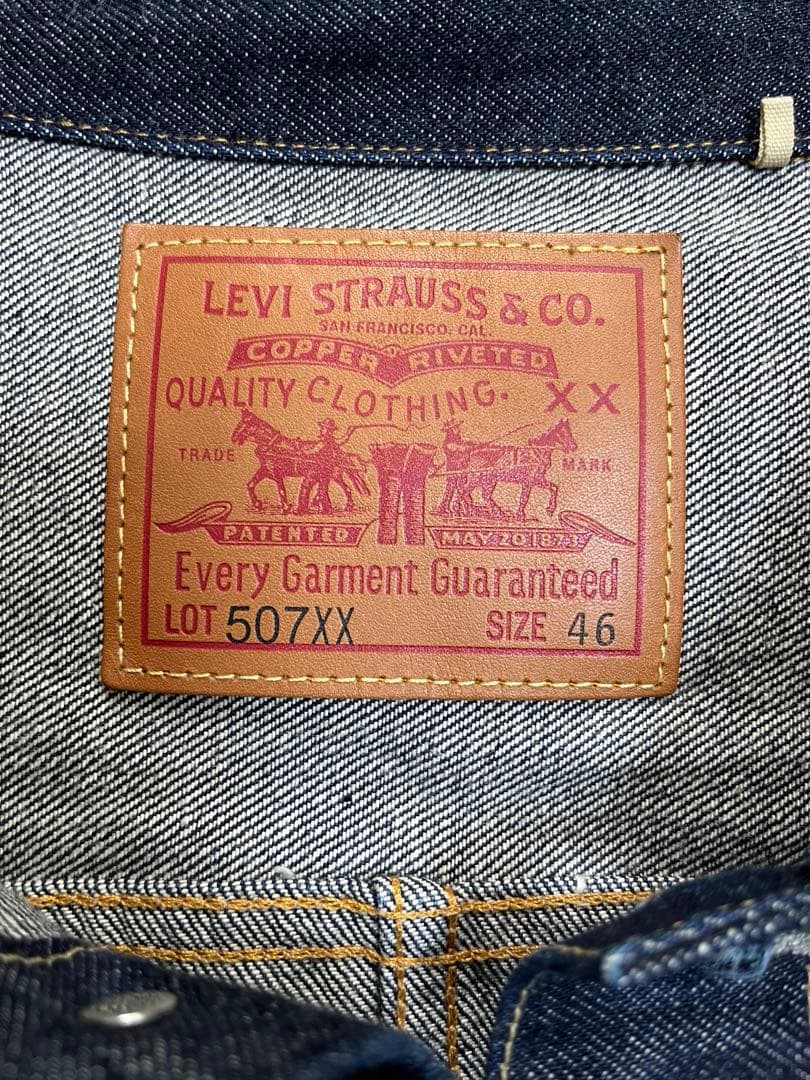 LEVI STRAUSS & CO.
SAN FRANCISCO. CAL.
COPPER RIVETED
QUALITY CLOTHING. XX
TRADE MARK
PATENTED MAY 20 1873
Every Garment Guaranteed
LOT 507XX SIZE 46